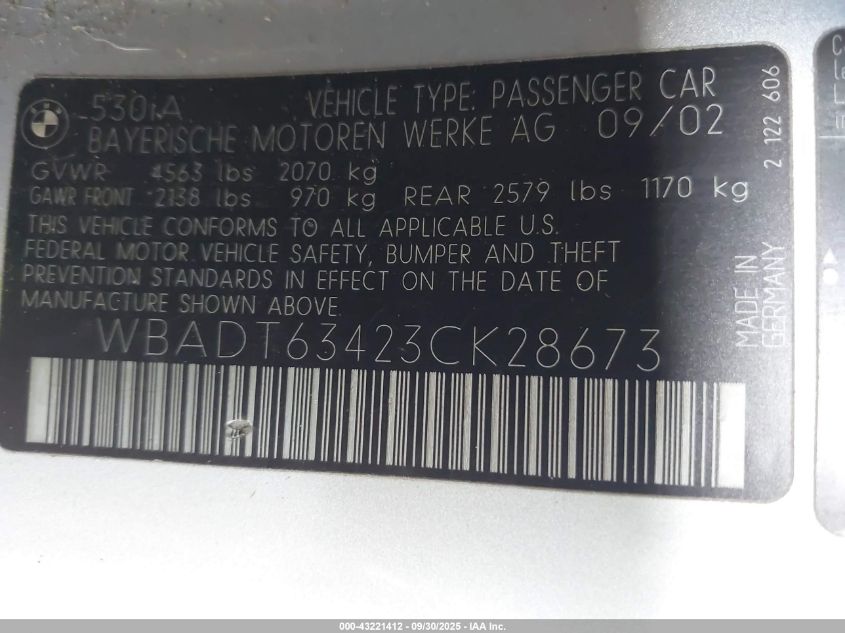 BMW
530iA VEHICLE TYPE: PASSENGER CAR
BAYERISCHE MOTOREN WERKE AG 09/02
GVWR 4563 lbs 2070 kg
GAWR FRONT 2138 lbs 970 kg REAR 2579 lbs 1170 kg
THIS VEHICLE CONFORMS TO ALL APPLICABLE U.S.
FEDERAL MOTOR VEHICLE SAFETY, BUMPER AND THEFT
PREVENTION STANDARDS IN EFFECT ON THE DATE OF
MANUFACTURE SHOWN ABOVE.
WBADT63423CK28673
MADE IN
GERMANY
2 122 606
000-43221412 - 09/30/2025 - IAA Inc.